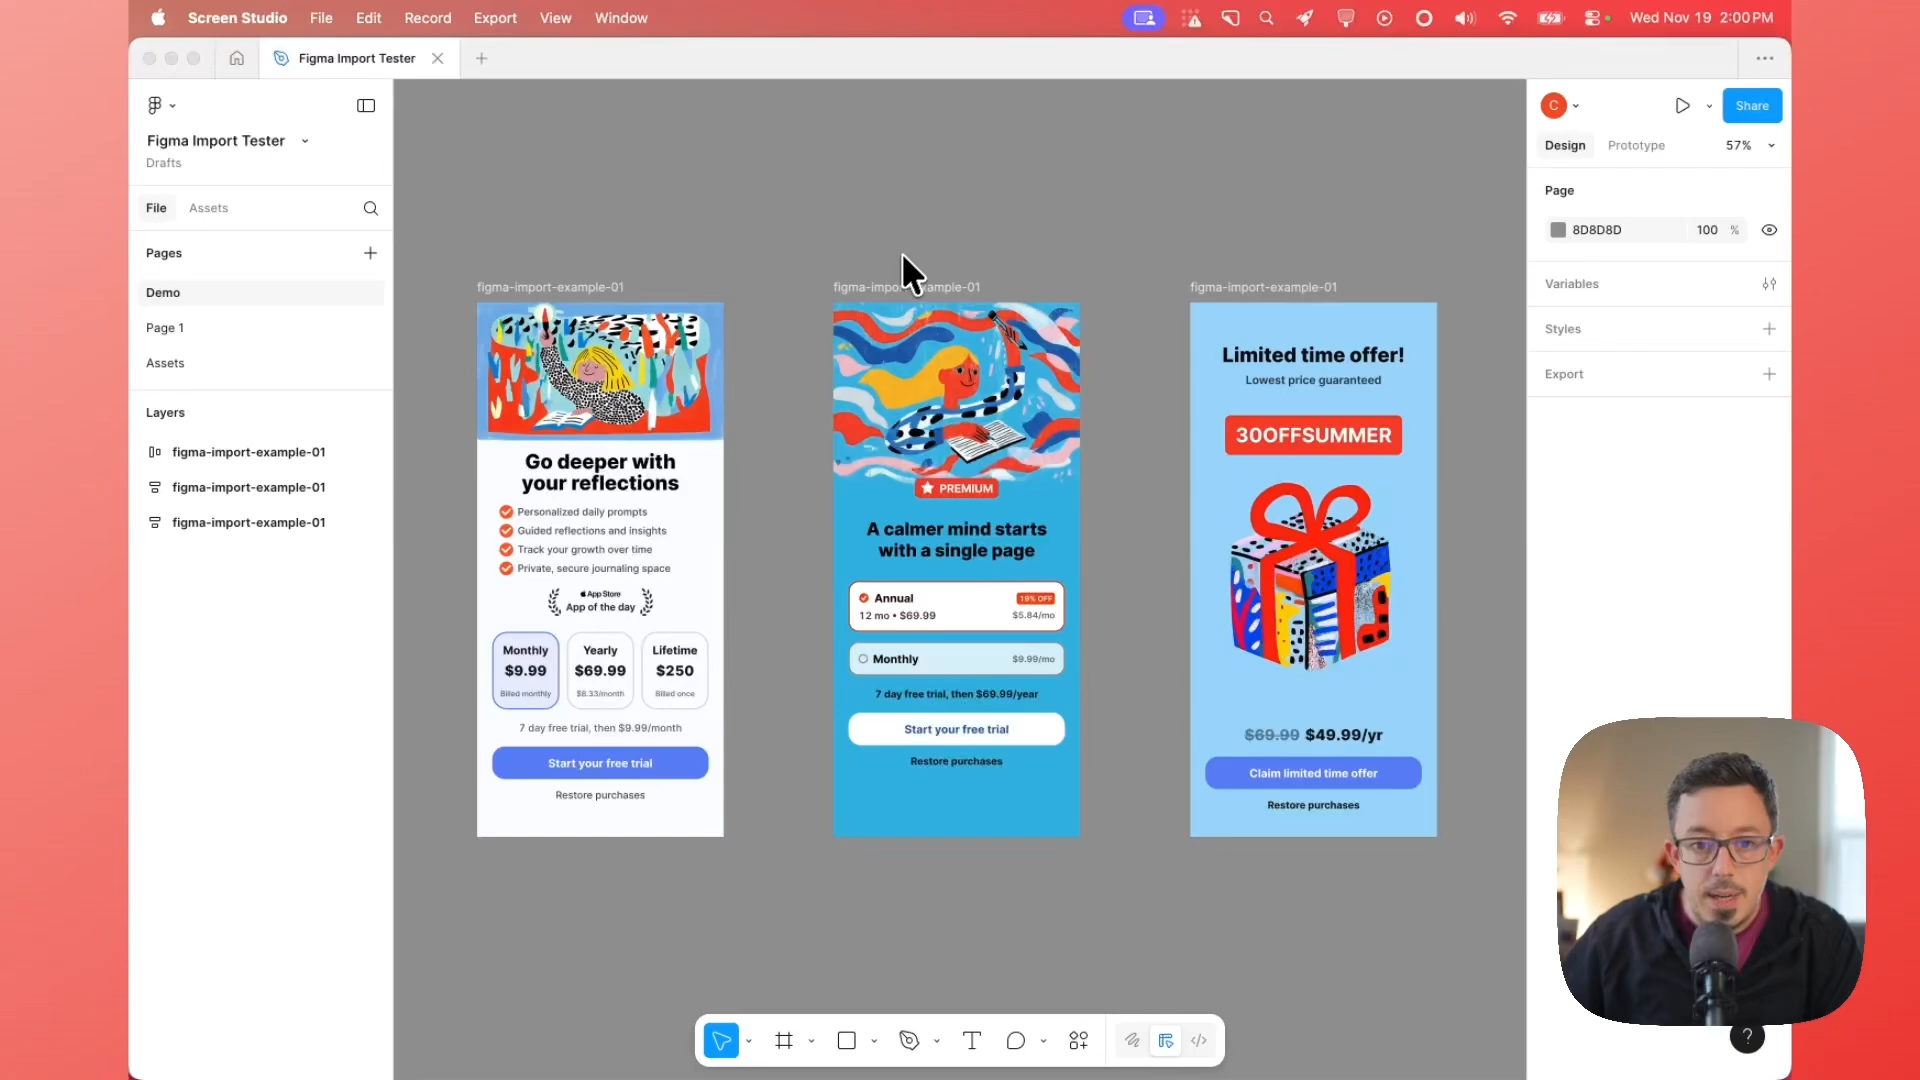 Screen Studio File Edit Record Export View Window
Wed Nov 19 2:00 PM
Figma Import Tester
Figma Import Tester
Drafts
File Assets
Pages
Demo
Page 1
Assets
Layers
figma-import-example-01
figma-import-example-01
figma-import-example-01
figma-import-example-01
Go deeper with
your reflections
Personalized daily prompts
Guided reflections and insights
Track your growth over time
Private, secure journaling space
App Store
App of the day
Monthly
$9.99
Billed monthly
Yearly
$69.99
$8.33/month
Lifetime
$250
Billed once
7 day free trial, then $9.99/month
Start your free trial
Restore purchases
figma-import-example-01
PREMIUM
A calmer mind starts
with a single page
Annual 19% OFF
12 mo • $69.99 $5.84/mo
Monthly $9.99/mo
7 day free trial, then $69.99/year
Start your free trial
Restore purchases
figma-import-example-01
Limited time offer!
Lowest price guaranteed
30OFFSUMMER
$69.99 $49.99/yr
Claim limited time offer
Restore purchases
C
Share
Design Prototype 57%
Page
8D8D8D 100 %
Variables
Styles
Export
?